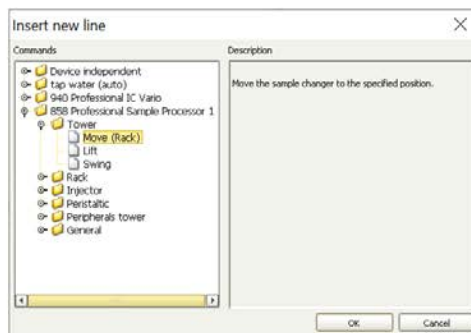 Insert new line
Commands
Description
Device independent
tap water (auto)
940 Professional IC Vario
858 Professional Sample Processor 1
Tower
Move (Rack)
Lift
Swing
Rack
Injector
Peristaltic
Peripherals tower
General
Move the sample changer to the specified position.
OK
Cancel